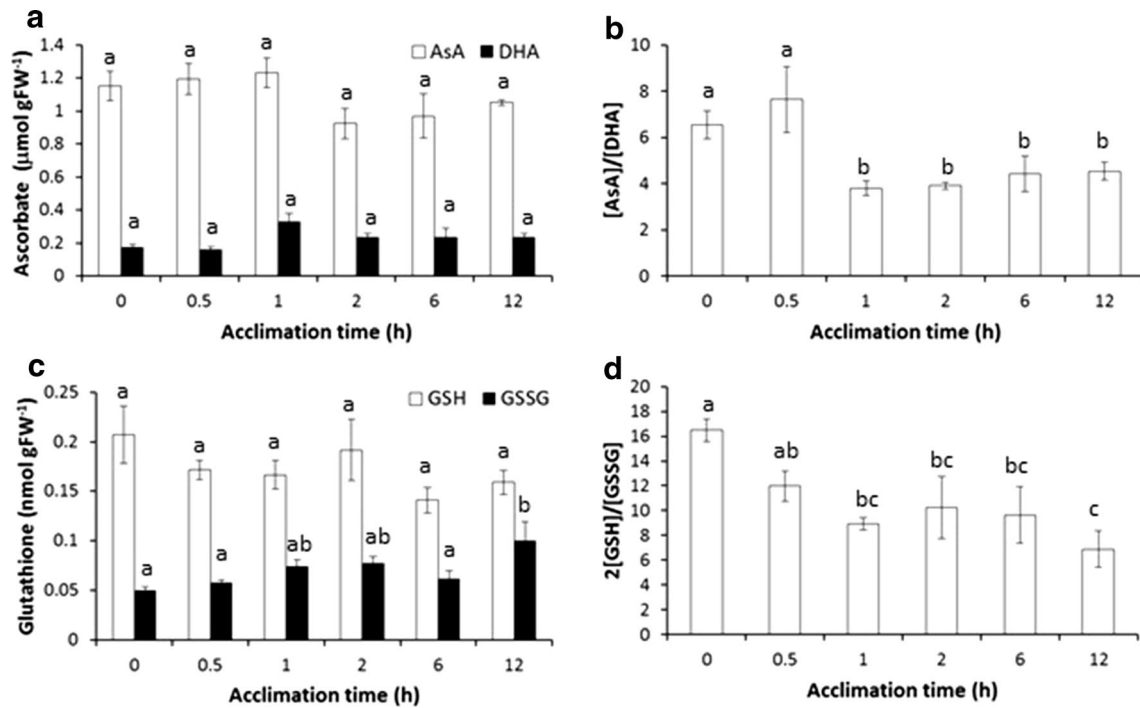 a
Ascorbate (µmol gFW⁻¹)
1.4
1.2
1
0.8
0.6
0.4
0.2
0
AsA DHA
a a a a a a
a a a a a a
0 0.5 1 2 6 12
Acclimation time (h)
b
[AsA]/[DHA]
10
8
6
4
2
0
a a b b b b
0 0.5 1 2 6 12
Acclimation time (h)
c
Glutathione (nmol gFW⁻¹)
0.25
0.2
0.15
0.1
0.05
0
GSH GSSG
a a a a a a
a a ab ab a b
0 0.5 1 2 6 12
Acclimation time (h)
d
2[GSH]/[GSSG]
20
18
16
14
12
10
8
6
4
2
0
a ab bc bc bc c
0 0.5 1 2 6 12
Acclimation time (h)